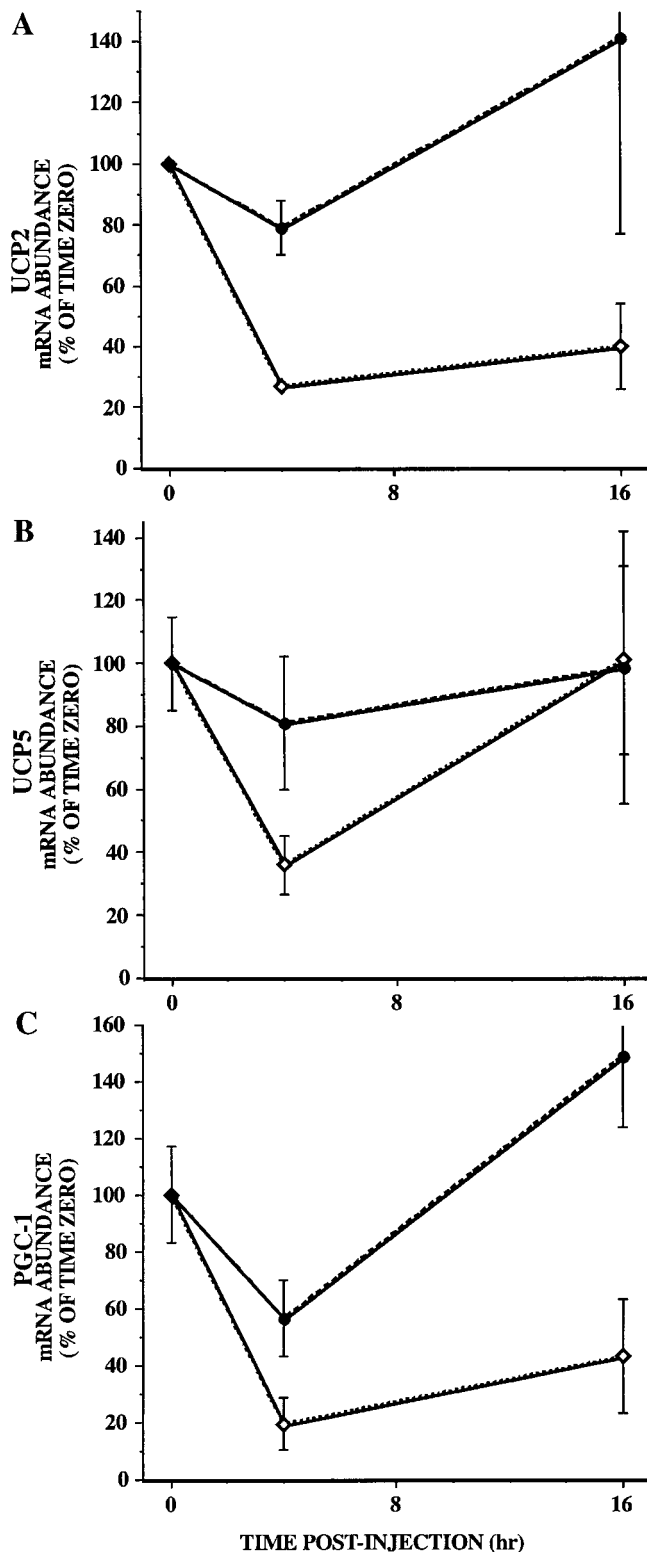 A
140
120
100
80
60
40
20
0
UCP2
mRNA ABUNDANCE
(% OF TIME ZERO)
0 8 16
B
140
120
100
80
60
40
20
0
UCP5
mRNA ABUNDANCE
(% OF TIME ZERO)
0 8 16
C
160
140
120
100
80
60
40
20
0
PGC-1
mRNA ABUNDANCE
(% OF TIME ZERO)
0 8 16
TIME POST-INJECTION (hr)